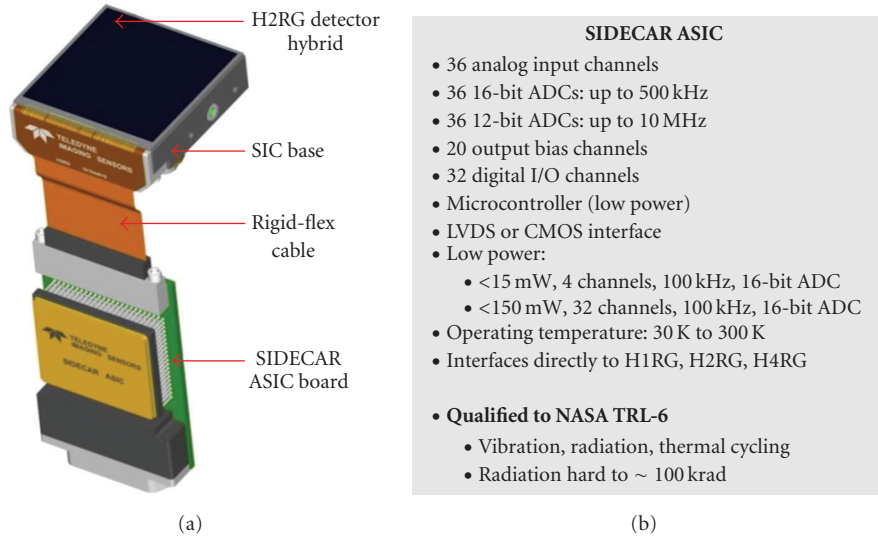 H2RG detector
hybrid
TELEDYNE
IMAGING SENSORS
SIC base
Rigid-flex
cable
TELEDYNE
IMAGING SENSORS
SIDECAR ASIC
SIDECAR
ASIC board
(a)
SIDECAR ASIC
• 36 analog input channels
• 36 16-bit ADCs: up to 500 kHz
• 36 12-bit ADCs: up to 10 MHz
• 20 output bias channels
• 32 digital I/O channels
• Microcontroller (low power)
• LVDS or CMOS interface
• Low power:
• <15 mW, 4 channels, 100 kHz, 16-bit ADC
• <150 mW, 32 channels, 100 kHz, 16-bit ADC
• Operating temperature: 30 K to 300 K
• Interfaces directly to H1RG, H2RG, H4RG
• Qualified to NASA TRL-6
• Vibration, radiation, thermal cycling
• Radiation hard to ~ 100 krad
(b)